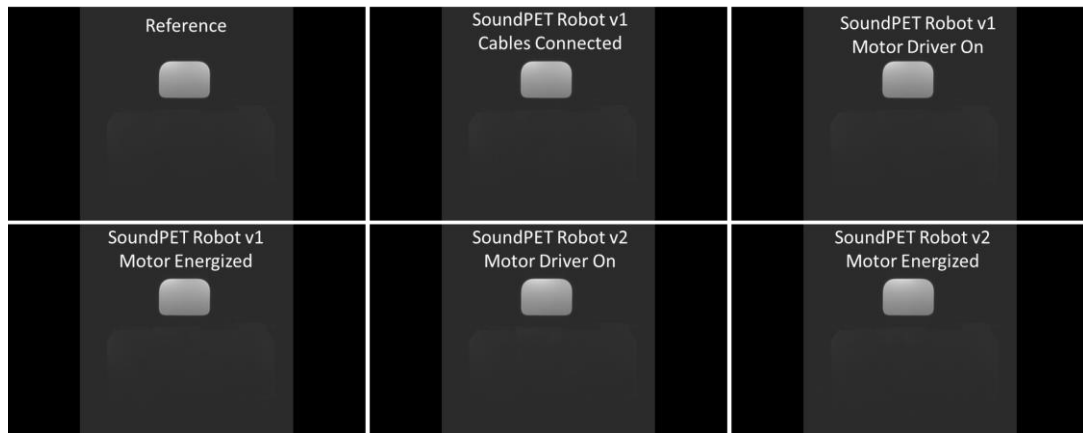 Reference
SoundPET Robot v1
Cables Connected
SoundPET Robot v1
Motor Driver On
SoundPET Robot v1
Motor Energized
SoundPET Robot v2
Motor Driver On
SoundPET Robot v2
Motor Energized